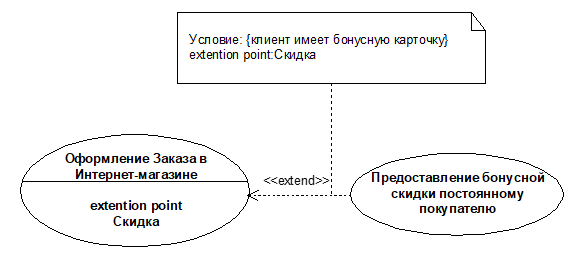 Условие: {клиент имеет бонусную карточку}
extention point:Скидка
Оформление Заказа в
Интернет-магазине
extention point
Скидка
<<extend>>
Предоставление бонусной
скидки постоянному
покупателю